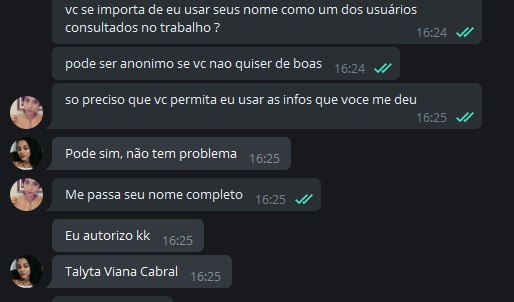 vc se importa de eu usar seus nome como um dos usuários
consultados no trabalho ?
16:24
pode ser anonimo se vc nao quiser de boas
16:24
so preciso que vc permita eu usar as infos que voce me deu
16:25
Pode sim, não tem problema
16:25
Me passa seu nome completo
16:25
Eu autorizo kk
16:25
Talyta Viana Cabral
16:25